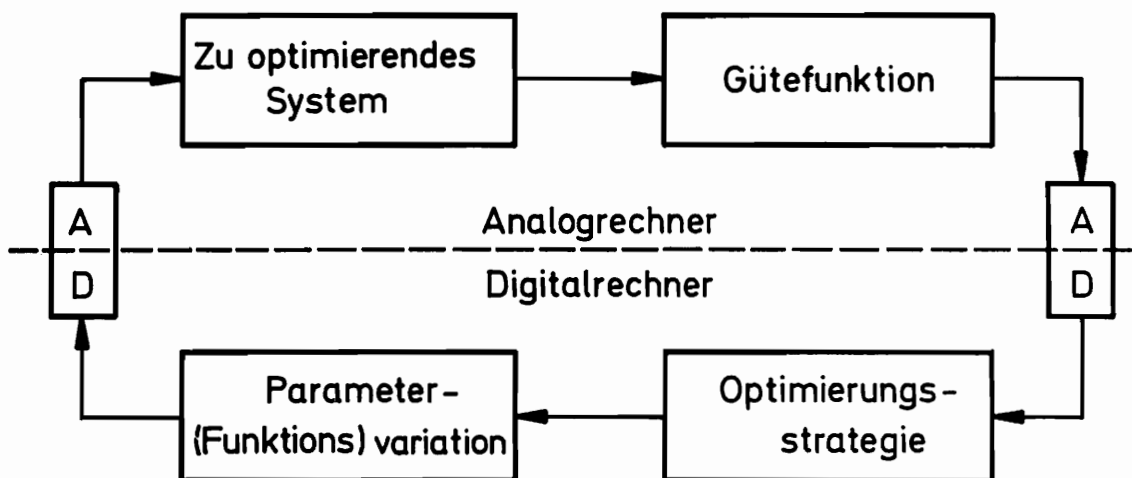 Zu optimierendes
System
Gütefunktion
A
A
Analogrechner
D
D
Digitalrechner
Parameter-
(Funktions) variation
Optimierungs-
strategie